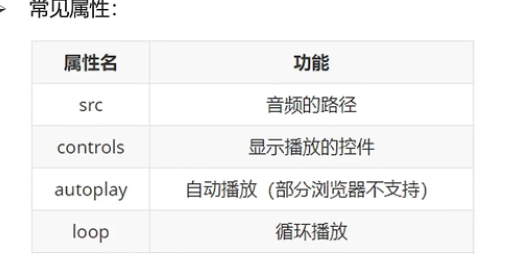 常见属性：
属性名 功能
src 音频的路径
controls 显示播放的控件
autoplay 自动播放（部分浏览器不支持）
loop 循环播放